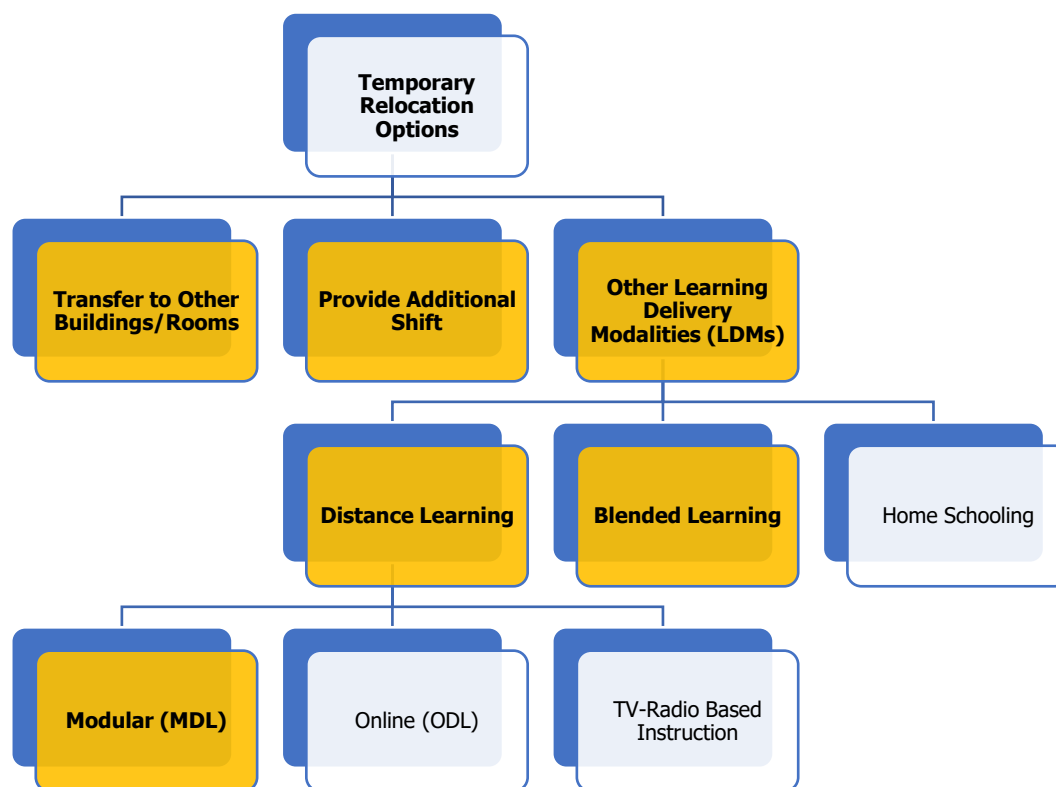 Temporary
Relocation
Options
Transfer to Other
Buildings/Rooms
Provide Additional
Shift
Other Learning
Delivery
Modalities (LDMs)
Distance Learning
Blended Learning
Home Schooling
Modular (MDL)
Online (ODL)
TV-Radio Based
Instruction